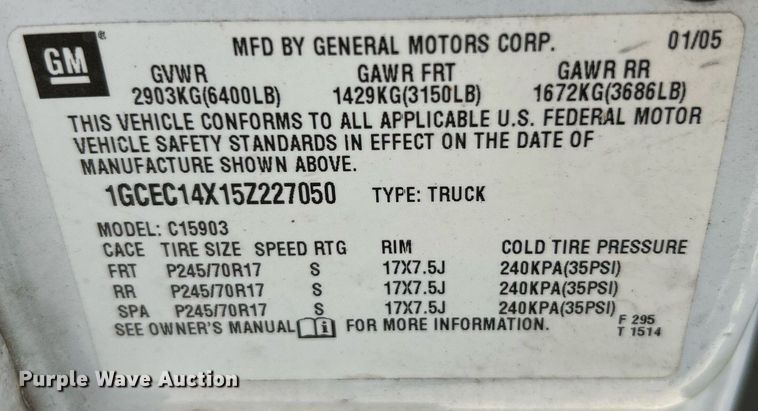 GM ®
MFD BY GENERAL MOTORS CORP. 01/05
GVWR GAWR FRT GAWR RR
2903KG(6400LB) 1429KG(3150LB) 1672KG(3686LB)
THIS VEHICLE CONFORMS TO ALL APPLICABLE U.S. FEDERAL MOTOR
VEHICLE SAFETY STANDARDS IN EFFECT ON THE DATE OF
MANUFACTURE SHOWN ABOVE.
1GCEC14X15Z227050 TYPE: TRUCK
MODEL: C15903
CACE TIRE SIZE SPEED RTG RIM COLD TIRE PRESSURE
FRT P245/70R17 S 17X7.5J 240KPA(35PSI)
RR P245/70R17 S 17X7.5J 240KPA(35PSI)
SPA P245/70R17 S 17X7.5J 240KPA(35PSI)
SEE OWNER'S MANUAL i FOR MORE INFORMATION. F 295
T 1514
Purple Wave Auction